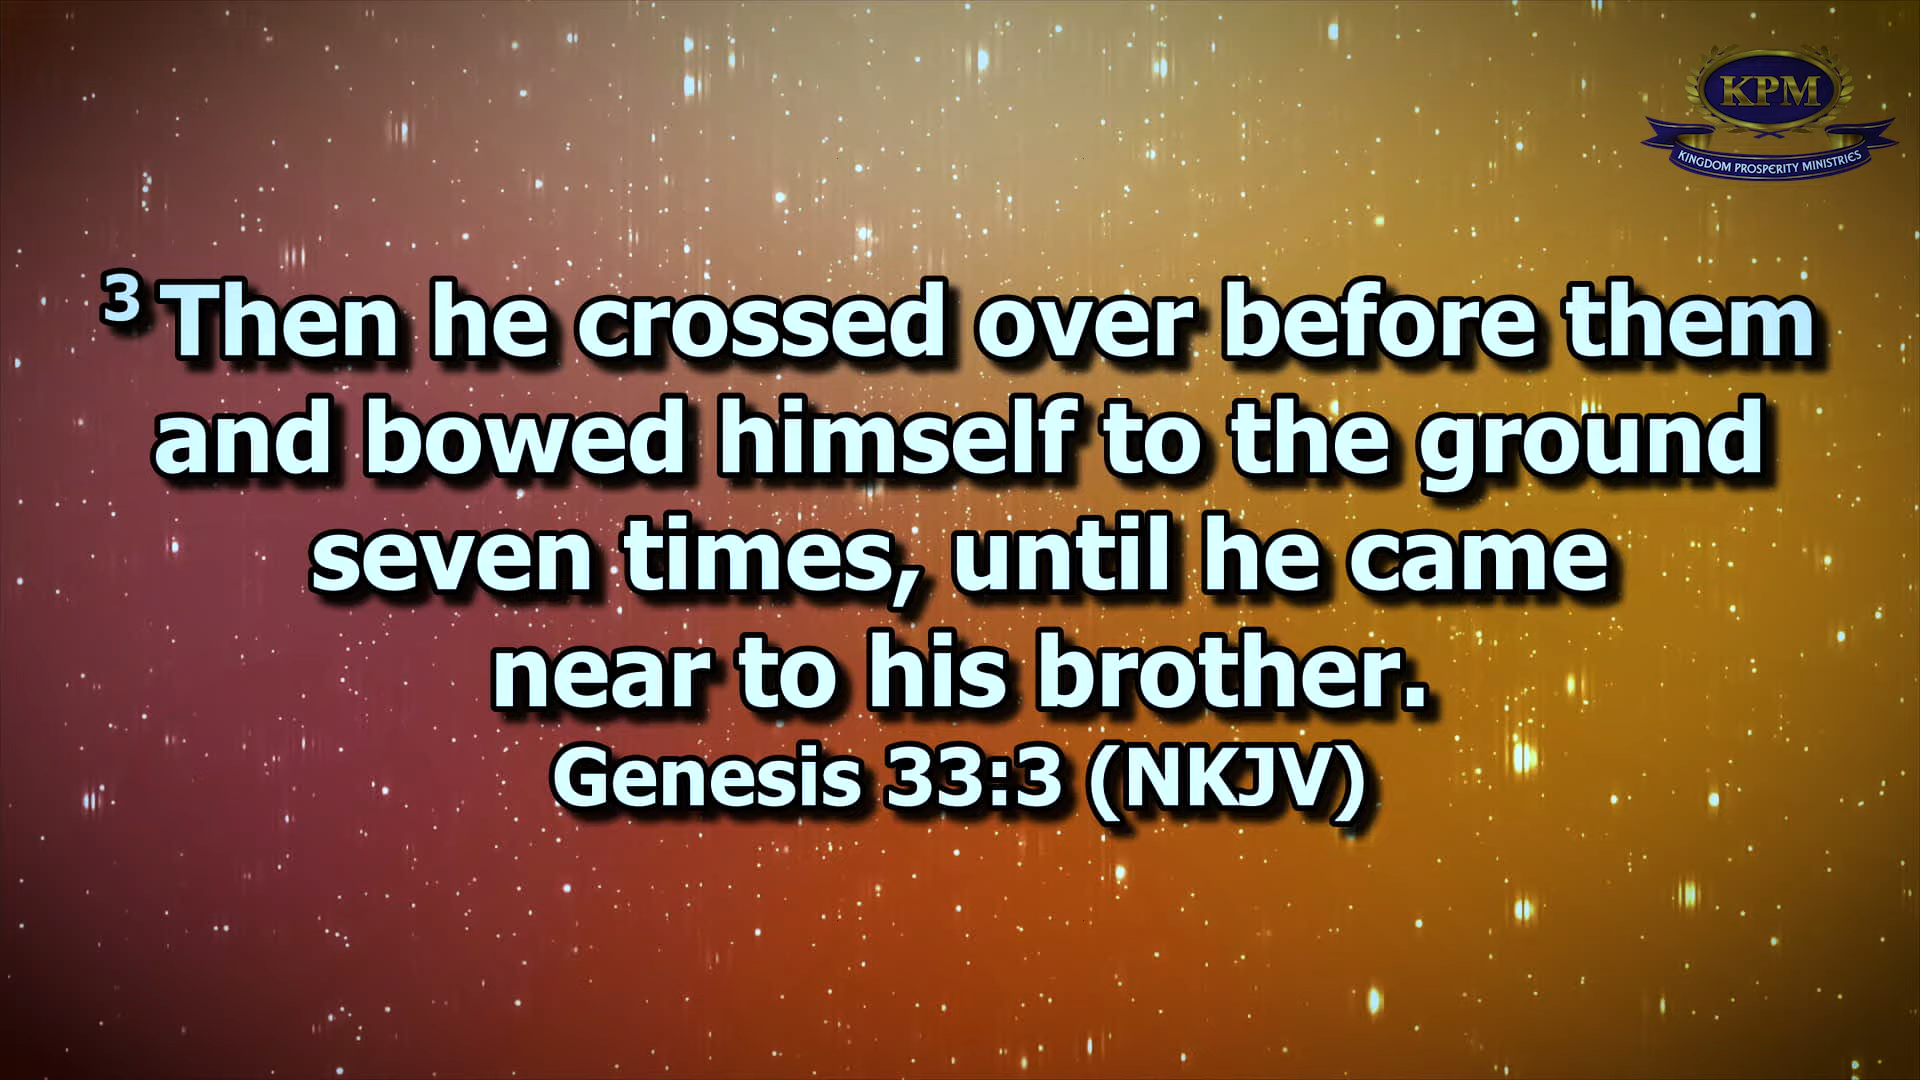 KPM
KINGDOM PROSPERITY MINISTRIES
3 Then he crossed over before them
and bowed himself to the ground
seven times, until he came
near to his brother.
Genesis 33:3 (NKJV)